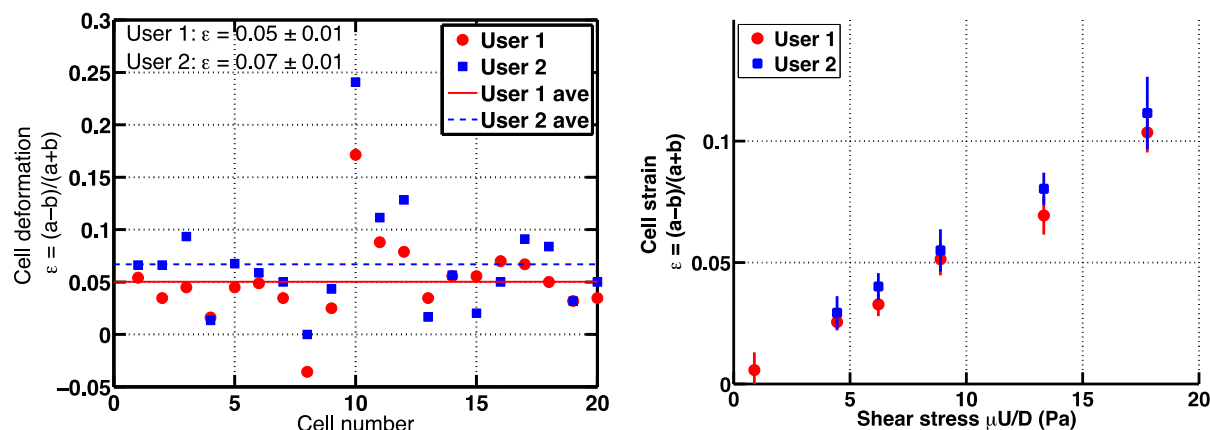 0.3
0.25
0.2
0.15
0.1
0.05
0
−0.05
Cell deformation
ε = (a−b)/(a+b)
User 1: ε = 0.05 ± 0.01
User 2: ε = 0.07 ± 0.01
User 1
User 2
User 1 ave
User 2 ave
0 5 10 15 20
Cell number
0.1
0.05
0
Cell strain
ε = (a−b)/(a+b)
User 1
User 2
0 5 10 15 20
Shear stress μU/D (Pa)